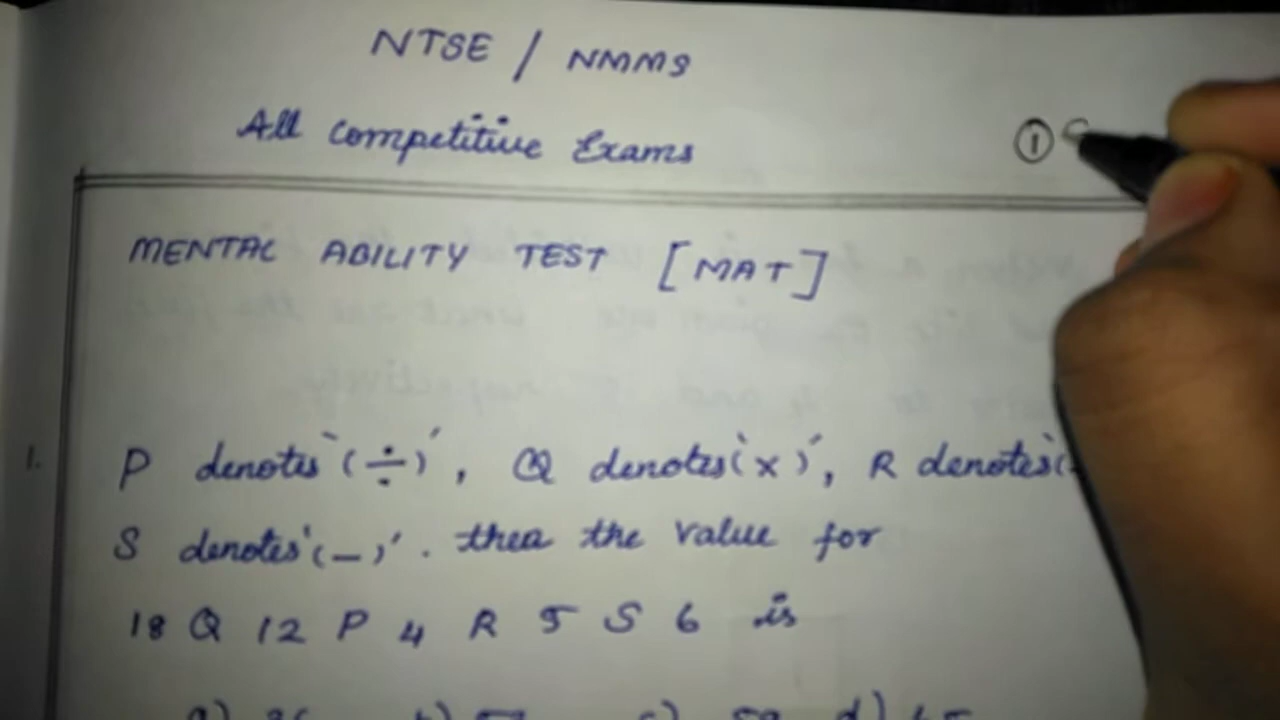 NTSE / NMMS
All Competitive Exams
①
MENTAL ABILITY TEST [MAT]
1. P denotes '(÷)', Q denotes '(×)', R denotes '(
S denotes '(–)'. then the value for
18 Q 12 P 4 R 5 S 6 is
a) b) c) d)